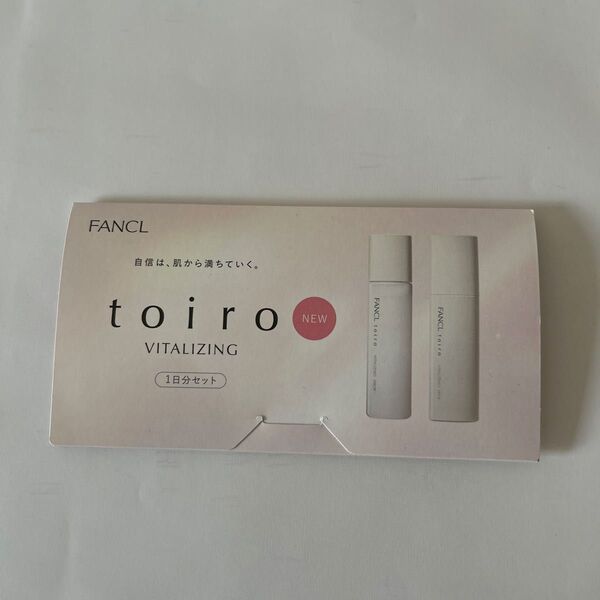 FANCL
自信は、肌から満ちていく。
toiro
NEW
VITALIZING
1日分セット
FANCL toiro
FANCL toiro